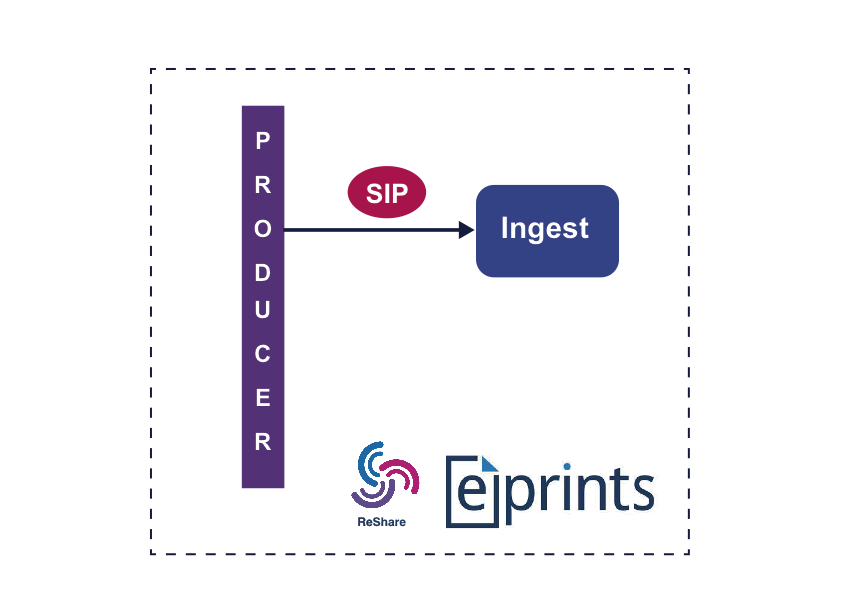 PRODUCER
SIP
Ingest
ReShare
eprints